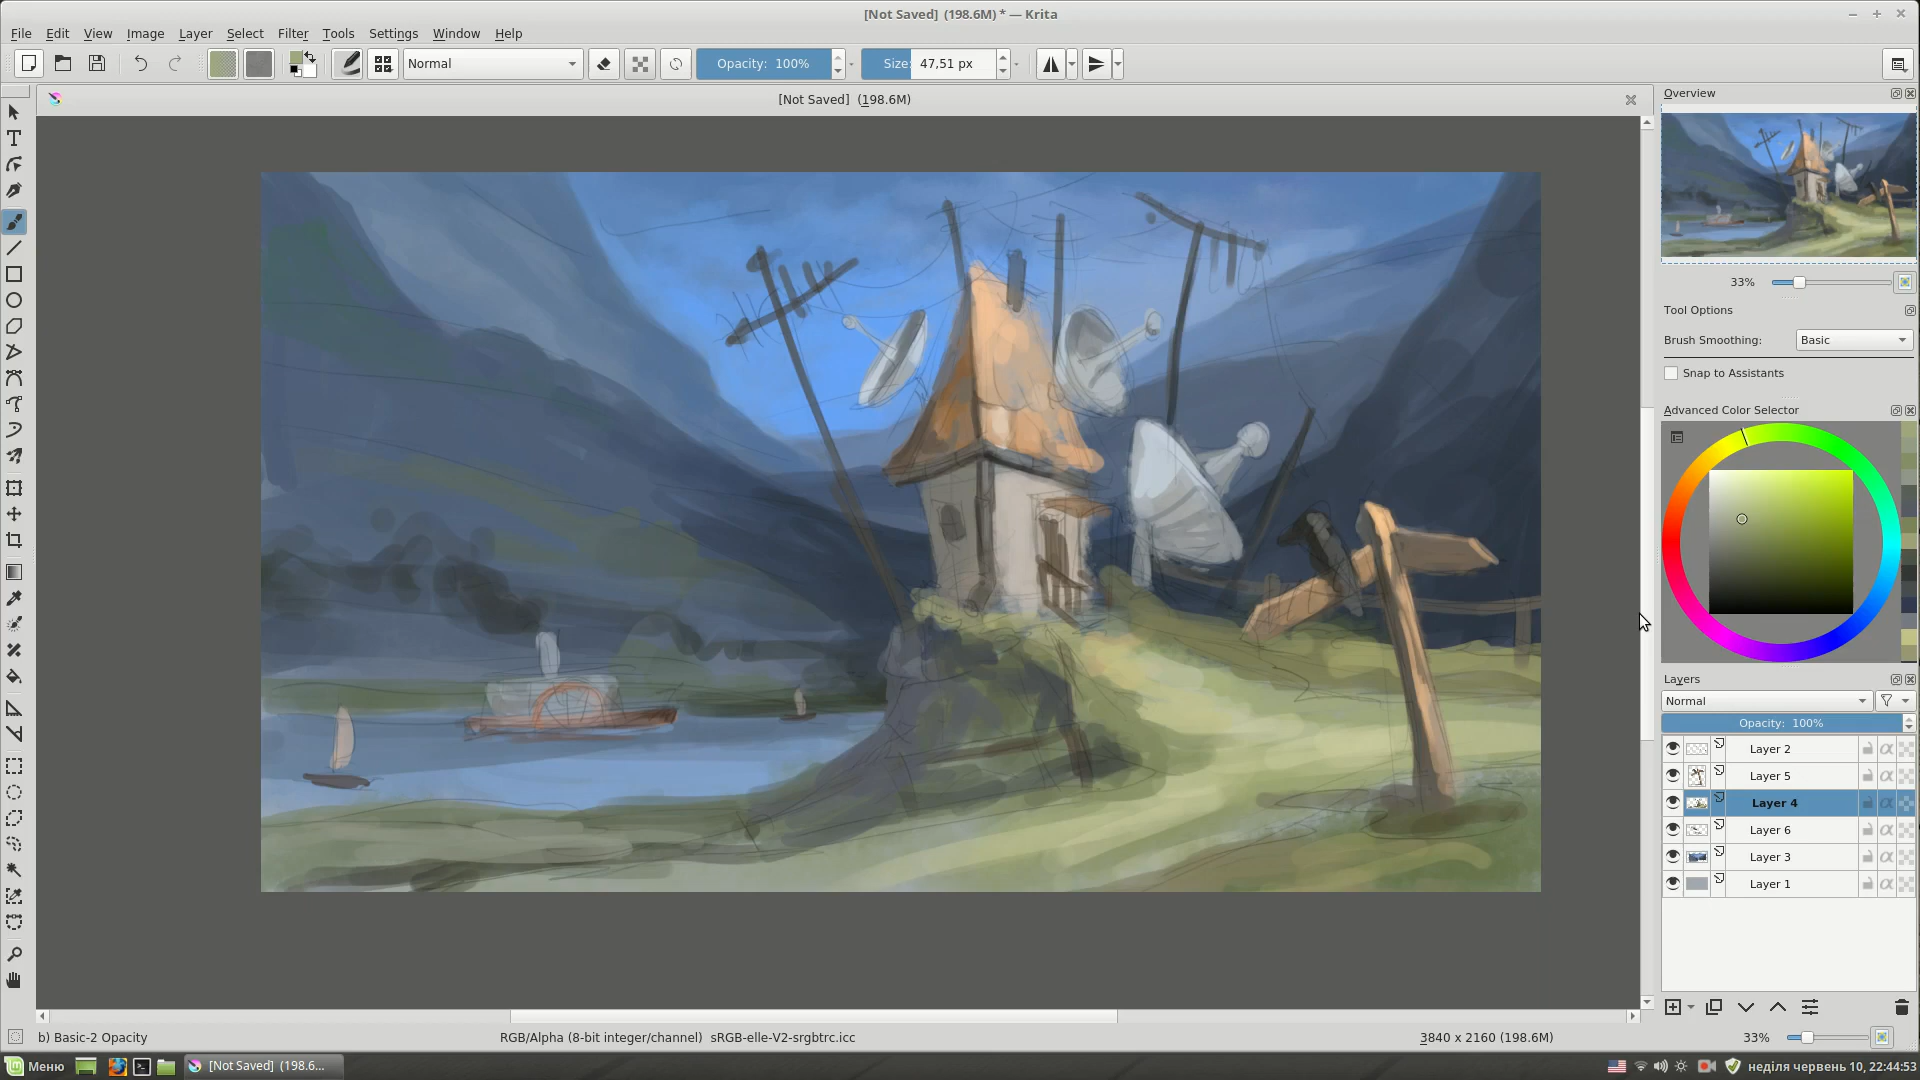 [Not Saved]  (198.6M) * — Krita
File Edit View Image Layer Select Filter Tools Settings Window Help
Normal Opacity: 100% Size: 47,51 px
[Not Saved]  (198.6M)
Overview
33%
Tool Options
Brush Smoothing: Basic
Snap to Assistants
Advanced Color Selector
Layers
Normal
Opacity: 100%
Layer 2
Layer 5
Layer 4
Layer 6
Layer 3
Layer 1
b) Basic-2 Opacity RGB/Alpha (8-bit integer/channel)  sRGB-elle-V2-srgbtrc.icc 3840 x 2160 (198.6M) 33%
Меню [Not Saved]  (198.6... неділя червень 10, 22:44:53